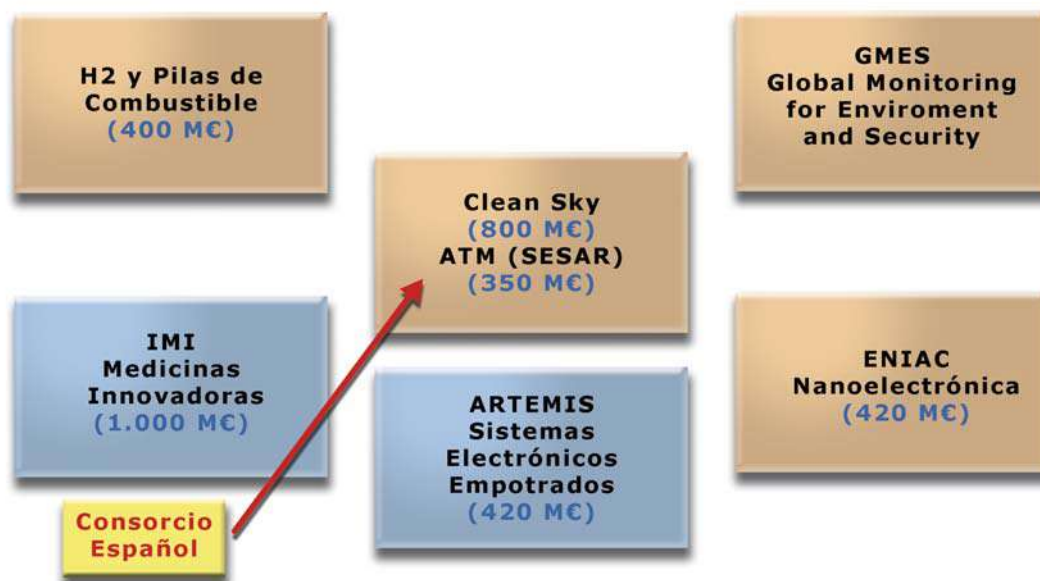 H2 y Pilas de
Combustible
(400 M€)
GMES
Global Monitoring
for Enviroment
and Security
Clean Sky
(800 M€)
ATM (SESAR)
(350 M€)
IMI
Medicinas
Innovadoras
(1.000 M€)
ENIAC
Nanoelectrónica
(420 M€)
ARTEMIS
Sistemas
Electrónicos
Empotrados
(420 M€)
Consorcio
Español